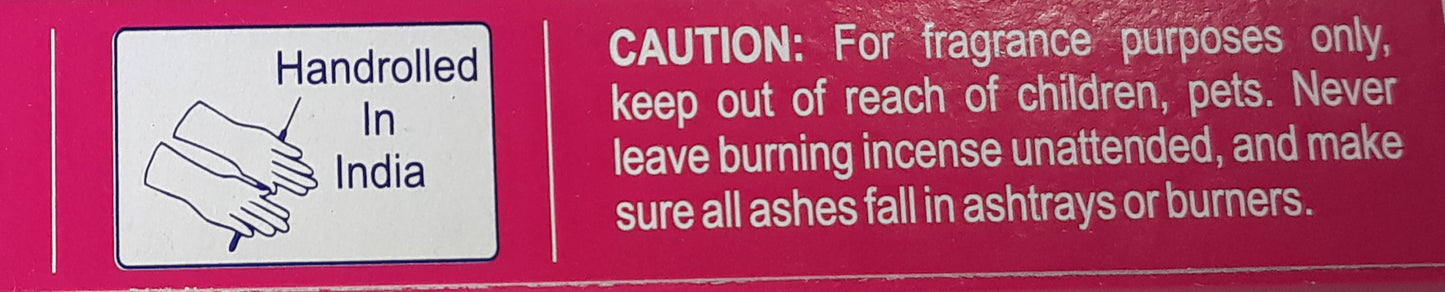 Handrolled
In
India
CAUTION: For fragrance purposes only,
keep out of reach of children, pets. Never
leave burning incense unattended, and make
sure all ashes fall in ashtrays or burners.